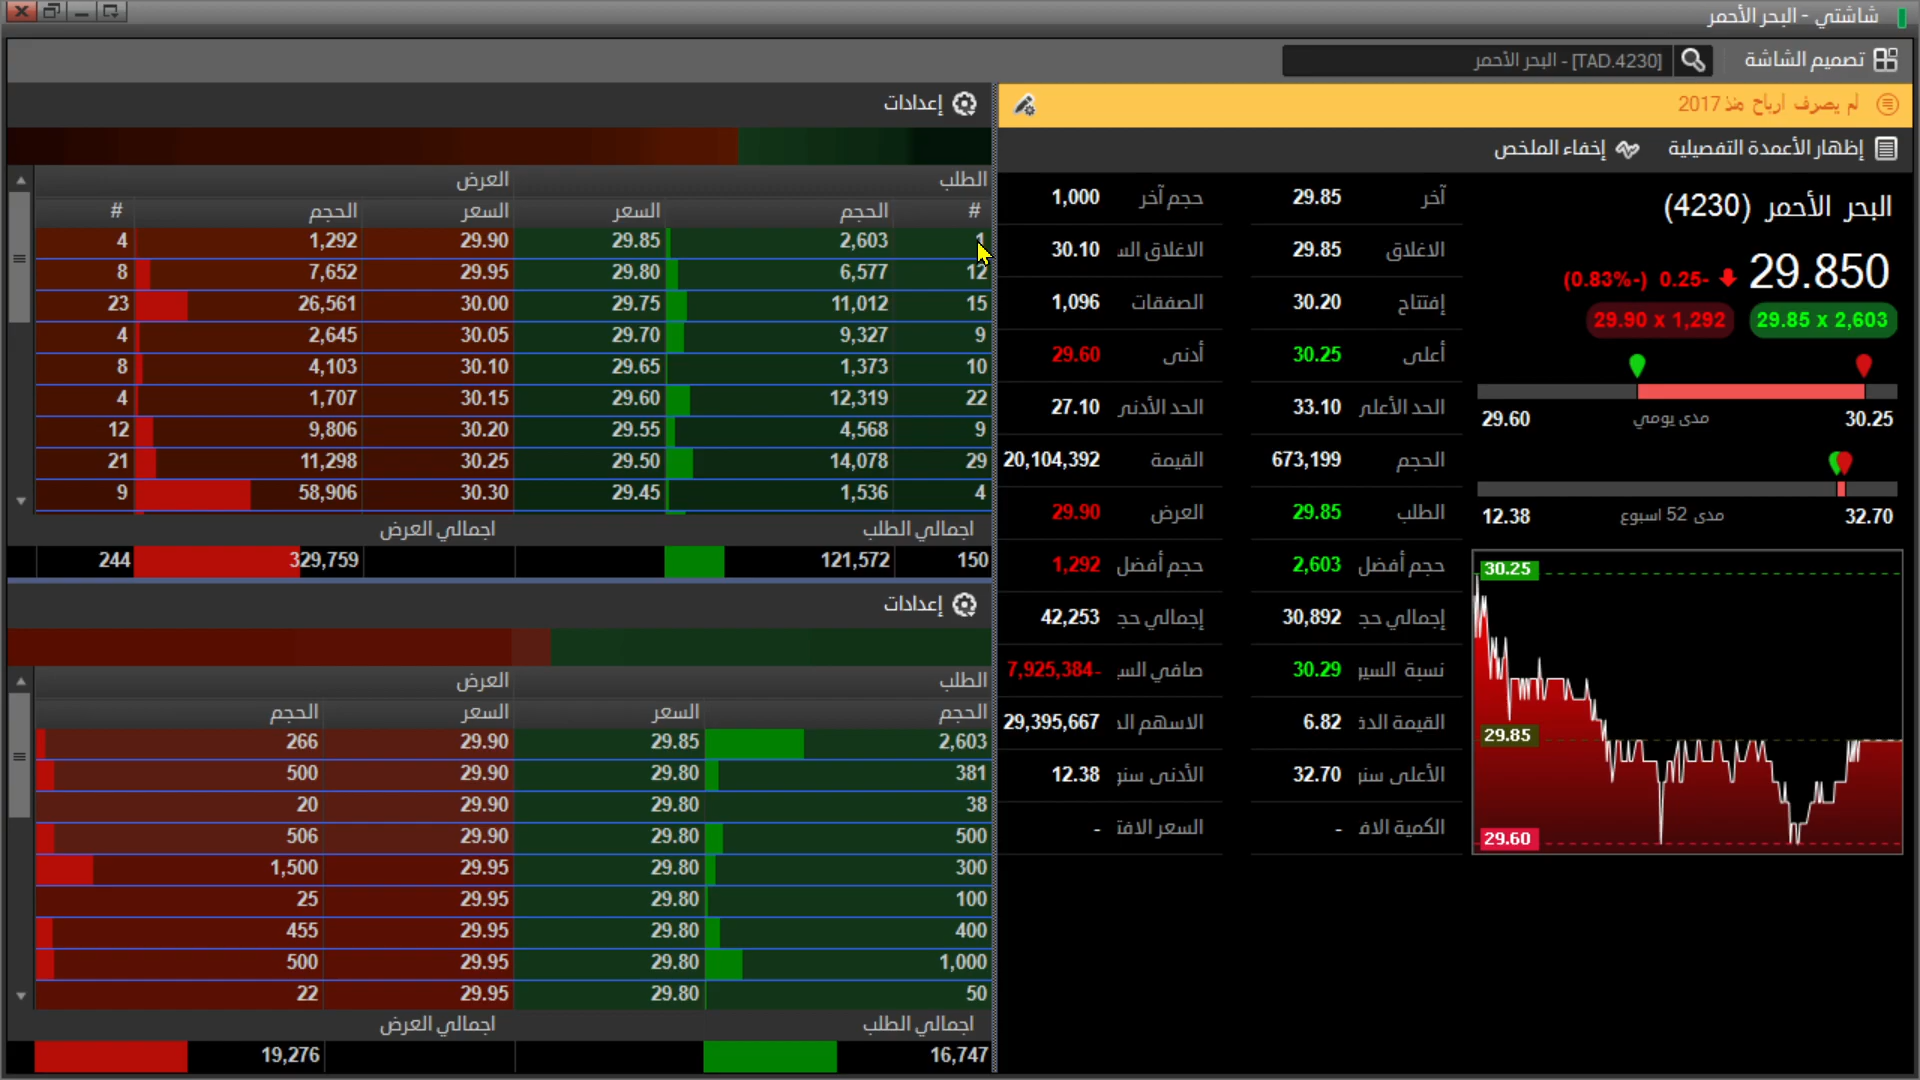 شاشتي - البحر الأحمر
تصميم الشاشة
[TAD.4230] - البحر الأحمر
لم يصرف ارباح منذ 2017
إظهار الأعمدة التفصيلية
إخفاء الملخص
البحر الأحمر (4230)
29.850 -0.25 (-0.83%)
29.85 x 2,603 29.90 x 1,292
29.60 مدى يومي 30.25
12.38 مدى 52 اسبوع 32.70
30.25
29.85
29.60
آخر 29.85 حجم آخر 1,000
الاغلاق 29.85 الاغلاق الس 30.10
إفتتاح 30.20 الصفقات 1,096
أعلى 30.25 أدنى 29.60
الحد الأعلى 33.10 الحد الأدنى 27.10
الحجم 673,199 القيمة 20,104,392
الطلب 29.85 العرض 29.90
حجم أفضل 2,603 حجم أفضل 1,292
إجمالي حج 30,892 إجمالي حج 42,253
نسبة السير 30.29 صافي الس -7,925,384
القيمة الدف 6.82 الاسهم ال 29,395,667
الأعلى سنو 32.70 الأدنى سنو 12.38
الكمية الاف - السعر الافت -
إعدادات
الطلب العرض
# الحجم السعر السعر الحجم #
1 2,603 29.85 29.90 1,292 4
12 6,577 29.80 29.95 7,652 8
15 11,012 29.75 30.00 26,561 23
9 9,327 29.70 30.05 2,645 4
10 1,373 29.65 30.10 4,103 8
22 12,319 29.60 30.15 1,707 4
9 4,568 29.55 30.20 9,806 12
29 14,078 29.50 30.25 11,298 21
4 1,536 29.45 30.30 58,906 9
اجمالي الطلب اجمالي العرض
150 121,572 329,759 244
إعدادات
الطلب العرض
الحجم السعر السعر الحجم
2,603 29.85 29.90 266
381 29.80 29.90 500
38 29.80 29.90 20
500 29.80 29.90 506
300 29.80 29.95 1,500
100 29.80 29.95 25
400 29.80 29.95 455
1,000 29.80 29.95 500
50 29.80 29.95 22
اجمالي الطلب اجمالي العرض
16,747 19,276